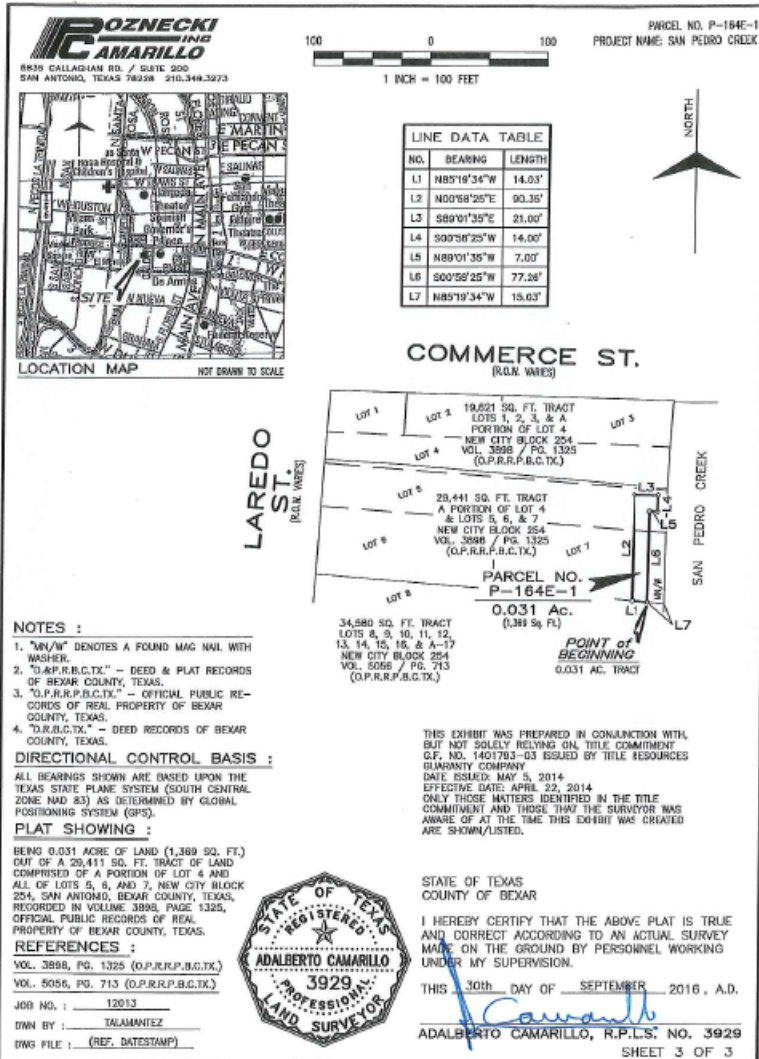 POZNECKI
INC
CAMARILLO
SAN ANTONIO, TEXAS 78228 210.349.3273
100 0 100
1 INCH = 100 FEET
PARCEL NO. P-164E-1
PROJECT NAME: SAN PEDRO CREEK
NORTH
LINE DATA TABLE
NO. BEARING LENGTH
L1 N85°19'34"W 14.03'
L2 N00°58'25"E 90.35'
L3 S89°01'35"E 21.00'
L4 S00°58'25"W 14.00'
L5 N89°01'35"W 7.00'
L6 S00°58'25"W 77.26'
L7 N85°19'34"W 15.03'
E MARTIN
W PECAN ST
E PECAN S
E SALINAS
W HOUSTON
MAIN AVE
SITE
N NUEVA
LOCATION MAP NOT DRAWN TO SCALE
COMMERCE ST.
(R.O.W. VARIES)
LAREDO
ST.
(R.O.W. VARIES)
SAN PEDRO CREEK
LOT 1
LOT 2
LOT 3
LOT 4
19,621 SQ. FT. TRACT
LOTS 1, 2, 3, & A
PORTION OF LOT 4
NEW CITY BLOCK 254
VOL. 3898 / PG. 1325
(O.P.R.R.P.B.C.TX.)
LOT 5
LOT 6
LOT 7
LOT 8
29,441 SQ. FT. TRACT
A PORTION OF LOT 4
& LOTS 5, 6, & 7
NEW CITY BLOCK 254
VOL. 3898 / PG. 1325
(O.P.R.R.P.B.C.TX.)
L3
L4
L5
L2
L6
MN/W
L1
L7
PARCEL NO.
P-164E-1
0.031 Ac.
(1,369 Sq. Ft.)
POINT of
BEGINNING
0.031 AC. TRACT
34,580 SQ. FT. TRACT
LOTS 8, 9, 10, 11, 12,
13, 14, 15, 16, & A-17
NEW CITY BLOCK 254
VOL. 5056 / PG. 713
(O.P.R.R.P.B.C.TX.)
NOTES :
1. "MN/W" DENOTES A FOUND MAG NAIL WITH
WASHER.
2. "D.&P.R.B.C.TX." – DEED & PLAT RECORDS
OF BEXAR COUNTY, TEXAS.
3. "O.P.R.R.P.B.C.TX." – OFFICIAL PUBLIC RE-
CORDS OF REAL PROPERTY OF BEXAR
COUNTY, TEXAS.
4. "D.R.B.C.TX." – DEED RECORDS OF BEXAR
COUNTY, TEXAS.
DIRECTIONAL CONTROL BASIS :
ALL BEARINGS SHOWN ARE BASED UPON THE
TEXAS STATE PLANE SYSTEM (SOUTH CENTRAL
ZONE NAD 83) AS DETERMINED BY GLOBAL
POSITIONING SYSTEM (GPS).
PLAT SHOWING :
BEING 0.031 ACRE OF LAND (1,369 SQ. FT.)
OUT OF A 29,411 SQ. FT. TRACT OF LAND
COMPRISED OF A PORTION OF LOT 4 AND
ALL OF LOTS 5, 6, AND 7, NEW CITY BLOCK
254, SAN ANTONIO, BEXAR COUNTY, TEXAS,
RECORDED IN VOLUME 3898, PAGE 1325,
OFFICIAL PUBLIC RECORDS OF REAL
PROPERTY OF BEXAR COUNTY, TEXAS.
REFERENCES :
VOL. 3898, PG. 1325 (O.P.R.R.P.B.C.TX.)
VOL. 5056, PG. 713 (O.P.R.R.P.B.C.TX.)
JOB NO. : 12013
DWN BY : TALAMANTEZ
DWG FILE : (REF. DATESTAMP)
STATE OF TEXAS
REGISTERED
ADALBERTO CAMARILLO
3929
PROFESSIONAL
LAND SURVEYOR
THIS EXHIBIT WAS PREPARED IN CONJUNCTION WITH,
BUT NOT SOLELY RELYING ON, TITLE COMMITMENT
G.F. NO. 1401793-03 ISSUED BY TITLE RESOURCES
GUARANTY COMPANY
DATE ISSUED: MAY 5, 2014
EFFECTIVE DATE: APRIL 22, 2014
ONLY THOSE MATTERS IDENTIFIED IN THE TITLE
COMMITMENT AND THOSE THAT THE SURVEYOR WAS
AWARE OF AT THE TIME THIS EXHIBIT WAS CREATED
ARE SHOWN/LISTED.
STATE OF TEXAS
COUNTY OF BEXAR
I HEREBY CERTIFY THAT THE ABOVE PLAT IS TRUE
AND CORRECT ACCORDING TO AN ACTUAL SURVEY
MADE ON THE GROUND BY PERSONNEL WORKING
UNDER MY SUPERVISION.
THIS 30th DAY OF SEPTEMBER 2016, A.D.
A. Camarillo
ADALBERTO CAMARILLO, R.P.L.S. NO. 3929
SHEET 3 OF 3